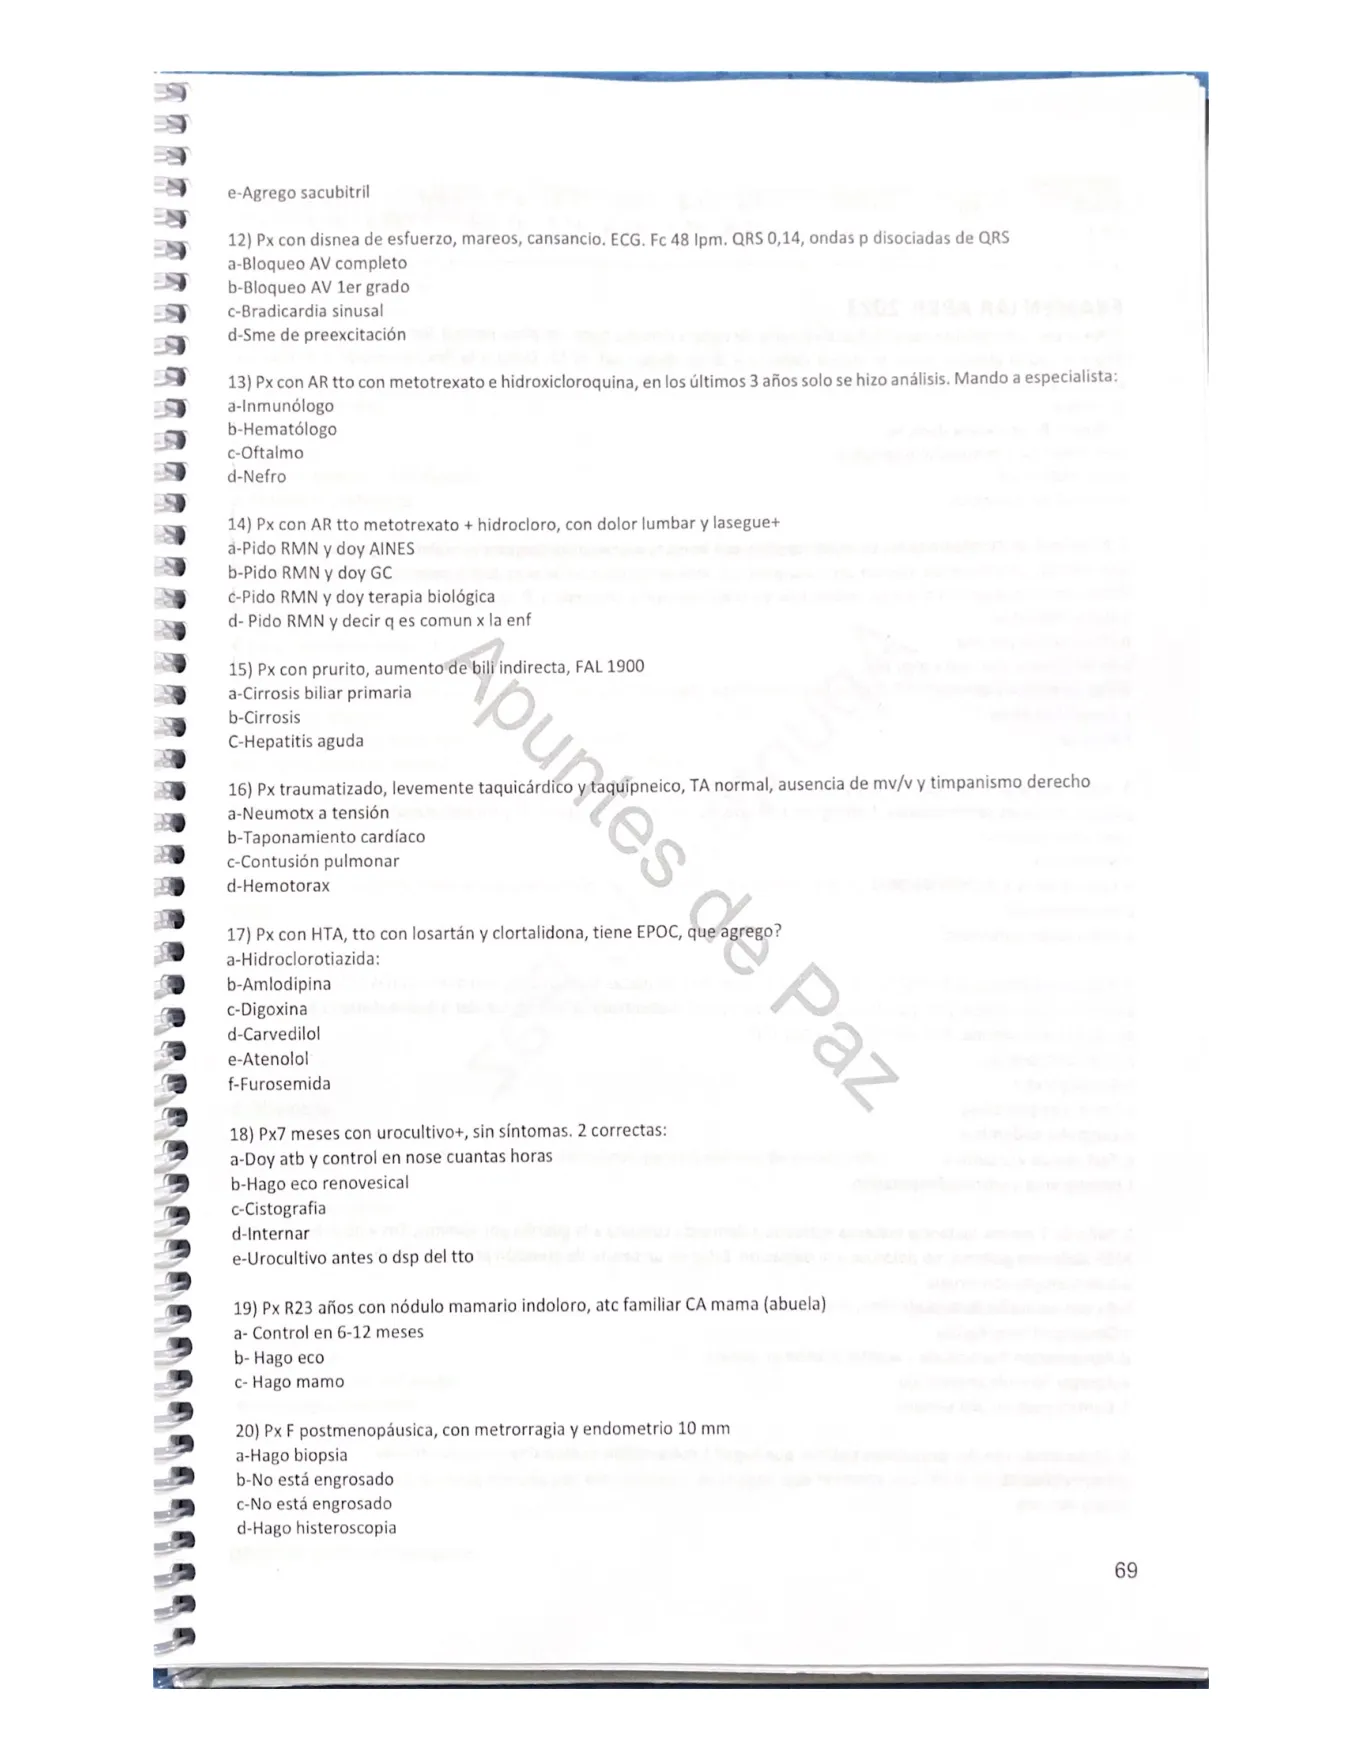 e-Agrego sacubitril
12) Px con disnea de esfuerzo, mareos, cansancio. ECG. Fc 48 lpm. QRS 0,14, ondas p disociadas de QRS
a-Bloqueo AV completo
b-Bloqueo AV 1er grado
c-Bradicardia sinusal
d-Sme de preexcitación
13) Px con AR tto con metotrexato e hidroxicloroquina, en los últimos 3 años solo se hizo análisis. Mando a especialista:
a-Inmunólogo
b-Hematólogo
c-Oftalmo
d-Nefro
14) Px con AR tto metotrexato + hidrocloro, con dolor lumbar y lasegue+
a-Pido RMN y doy AINES
b-Pido RMN y doy GC
c-Pido RMN y doy terapia biológica
d- Pido RMN y decir q es comun x la enf
15) Px con prurito, aumento de bili indirecta, FAL 1900
a-Cirrosis biliar primaria
b-Cirrosis
C-Hepatitis aguda
16) Px traumatizado, levemente taquicárdico y taquipneico, TA normal, ausencia de mv/v y timpanismo derecho
a-Neumotx a tensión
b-Taponamiento cardíaco
c-Contusión pulmonar
d-Hemotorax
17) Px con HTA, tto con losartán y clortalidona, tiene EPOC, que agrego?
a-Hidroclorotiazida:
b-Amlodipina
c-Digoxina
d-Carvedilol
e-Atenolol
f-Furosemida
18) Px7 meses con urocultivo+, sin síntomas. 2 correctas:
a-Doy atb y control en nose cuantas horas
b-Hago eco renovesical
c-Cistografia
d-Internar
e-Urocultivo antes o dsp del tto
19) Px R23 años con nódulo mamario indoloro, atc familiar CA mama (abuela)
a- Control en 6-12 meses
b- Hago eco
c- Hago mamo
20) Px F postmenopáusica, con metrorragia y endometrio 10 mm
a-Hago biopsia
b-No está engrosado
c-No está engrosado
d-Hago histeroscopia
69
Apuntes de Paz